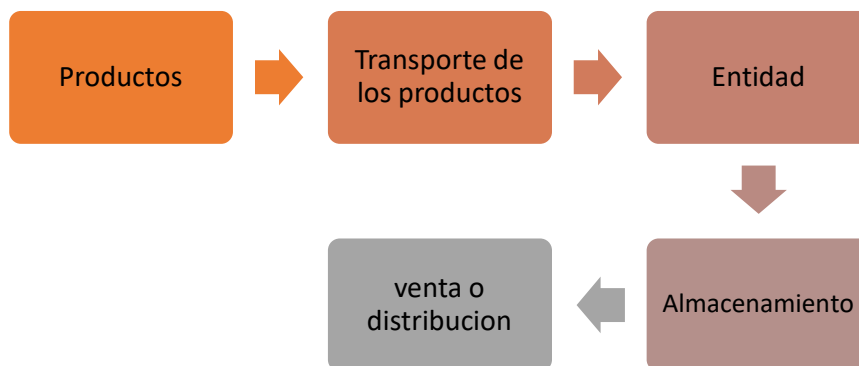 Productos
Transporte de
los productos
Entidad
Almacenamiento
venta o
distribucion